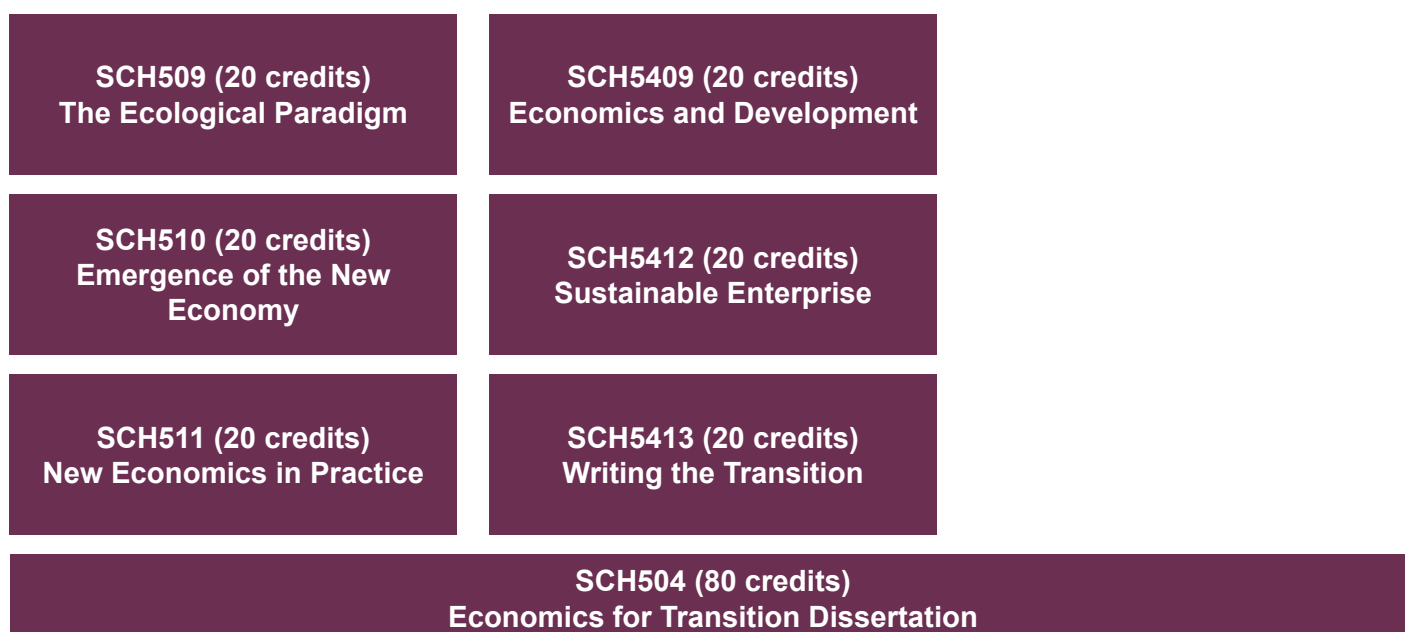 SCH509 (20 credits)
The Ecological Paradigm
SCH5409 (20 credits)
Economics and Development
SCH510 (20 credits)
Emergence of the New
Economy
SCH5412 (20 credits)
Sustainable Enterprise
SCH511 (20 credits)
New Economics in Practice
SCH5413 (20 credits)
Writing the Transition
SCH504 (80 credits)
Economics for Transition Dissertation